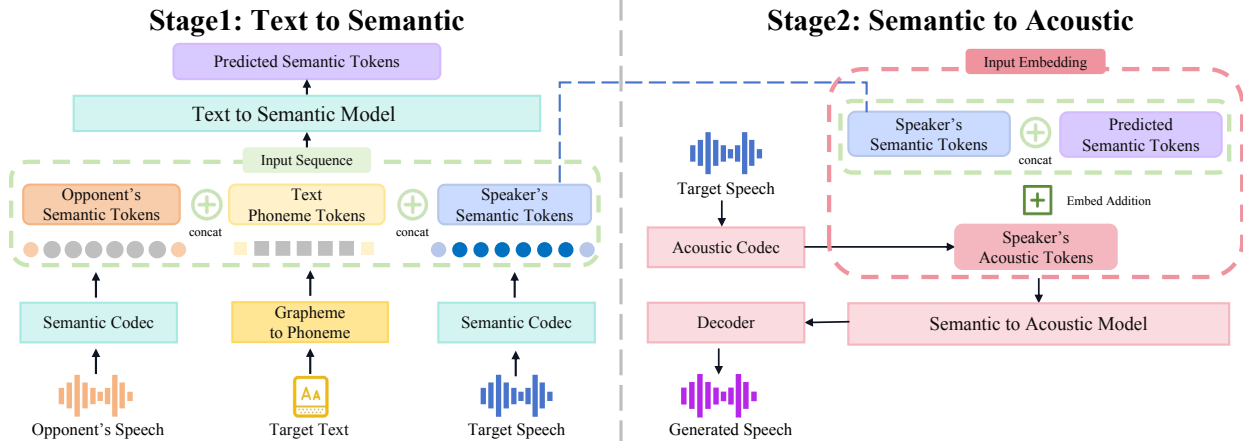 Stage1: Text to Semantic
Predicted Semantic Tokens
Text to Semantic Model
Input Sequence
Opponent's
Semantic Tokens
concat
Text
Phoneme Tokens
concat
Speaker's
Semantic Tokens
Semantic Codec
Grapheme
to Phoneme
Semantic Codec
AA
Opponent's Speech
Target Text
Target Speech
Stage2: Semantic to Acoustic
Input Embedding
Speaker's
Semantic Tokens
concat
Predicted
Semantic Tokens
Target Speech
Embed Addition
Acoustic Codec
Speaker's
Acoustic Tokens
Decoder
Semantic to Acoustic Model
Generated Speech